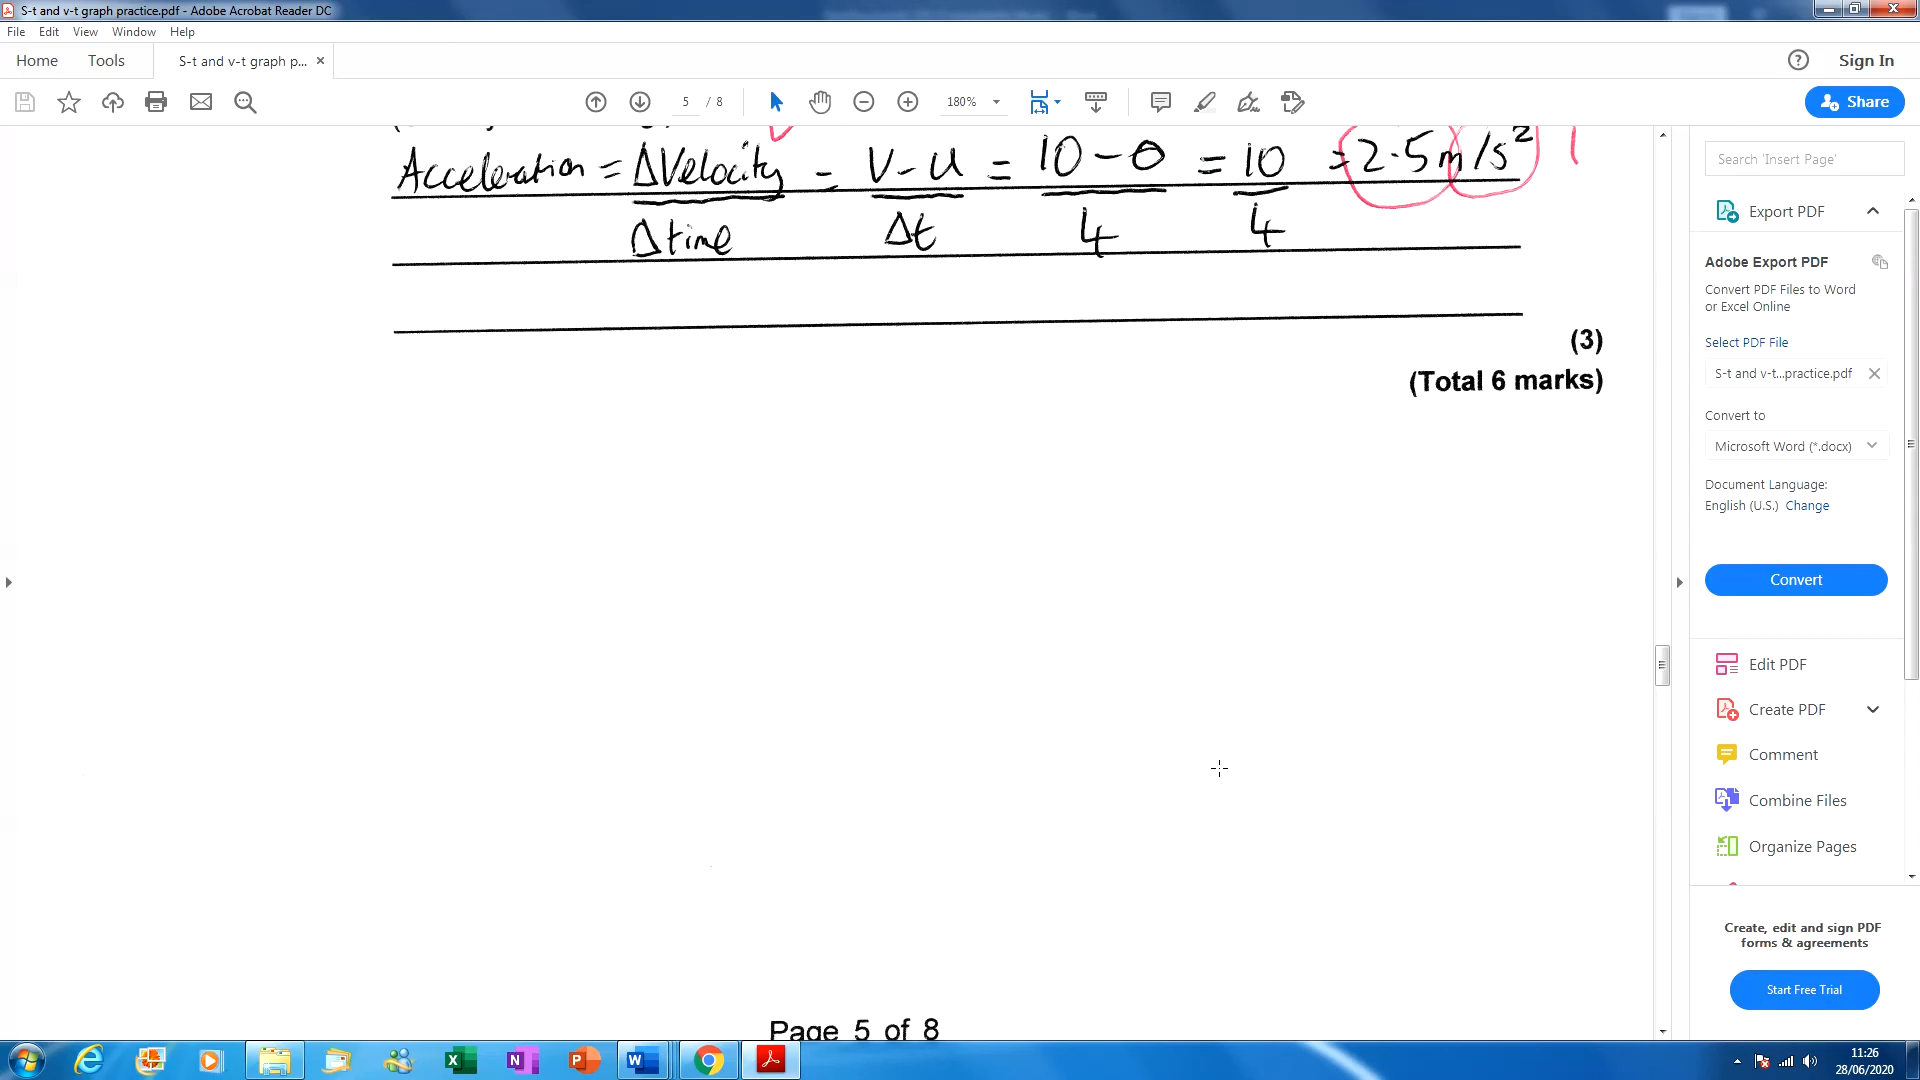 S-t and v-t graph practice.pdf - Adobe Acrobat Reader DC
File Edit View Window Help
Home Tools S-t and v-t graph p... ×
Sign In
5 / 8 180%
Share
Acceleration = ΔVelocity = V-U = 10-0 = 10 = 2.5m/s²
Δtime Δt 4 4
(3)
(Total 6 marks)
Page 5 of 8
Search 'Insert Page'
Export PDF
Adobe Export PDF
Convert PDF Files to Word
or Excel Online
Select PDF File
S-t and v-t...practice.pdf
Convert to
Microsoft Word (*.docx)
Document Language:
English (U.S.) Change
Convert
Edit PDF
Create PDF
Comment
Combine Files
Organize Pages
Create, edit and sign PDF
forms & agreements
Start Free Trial
11:26
28/06/2020